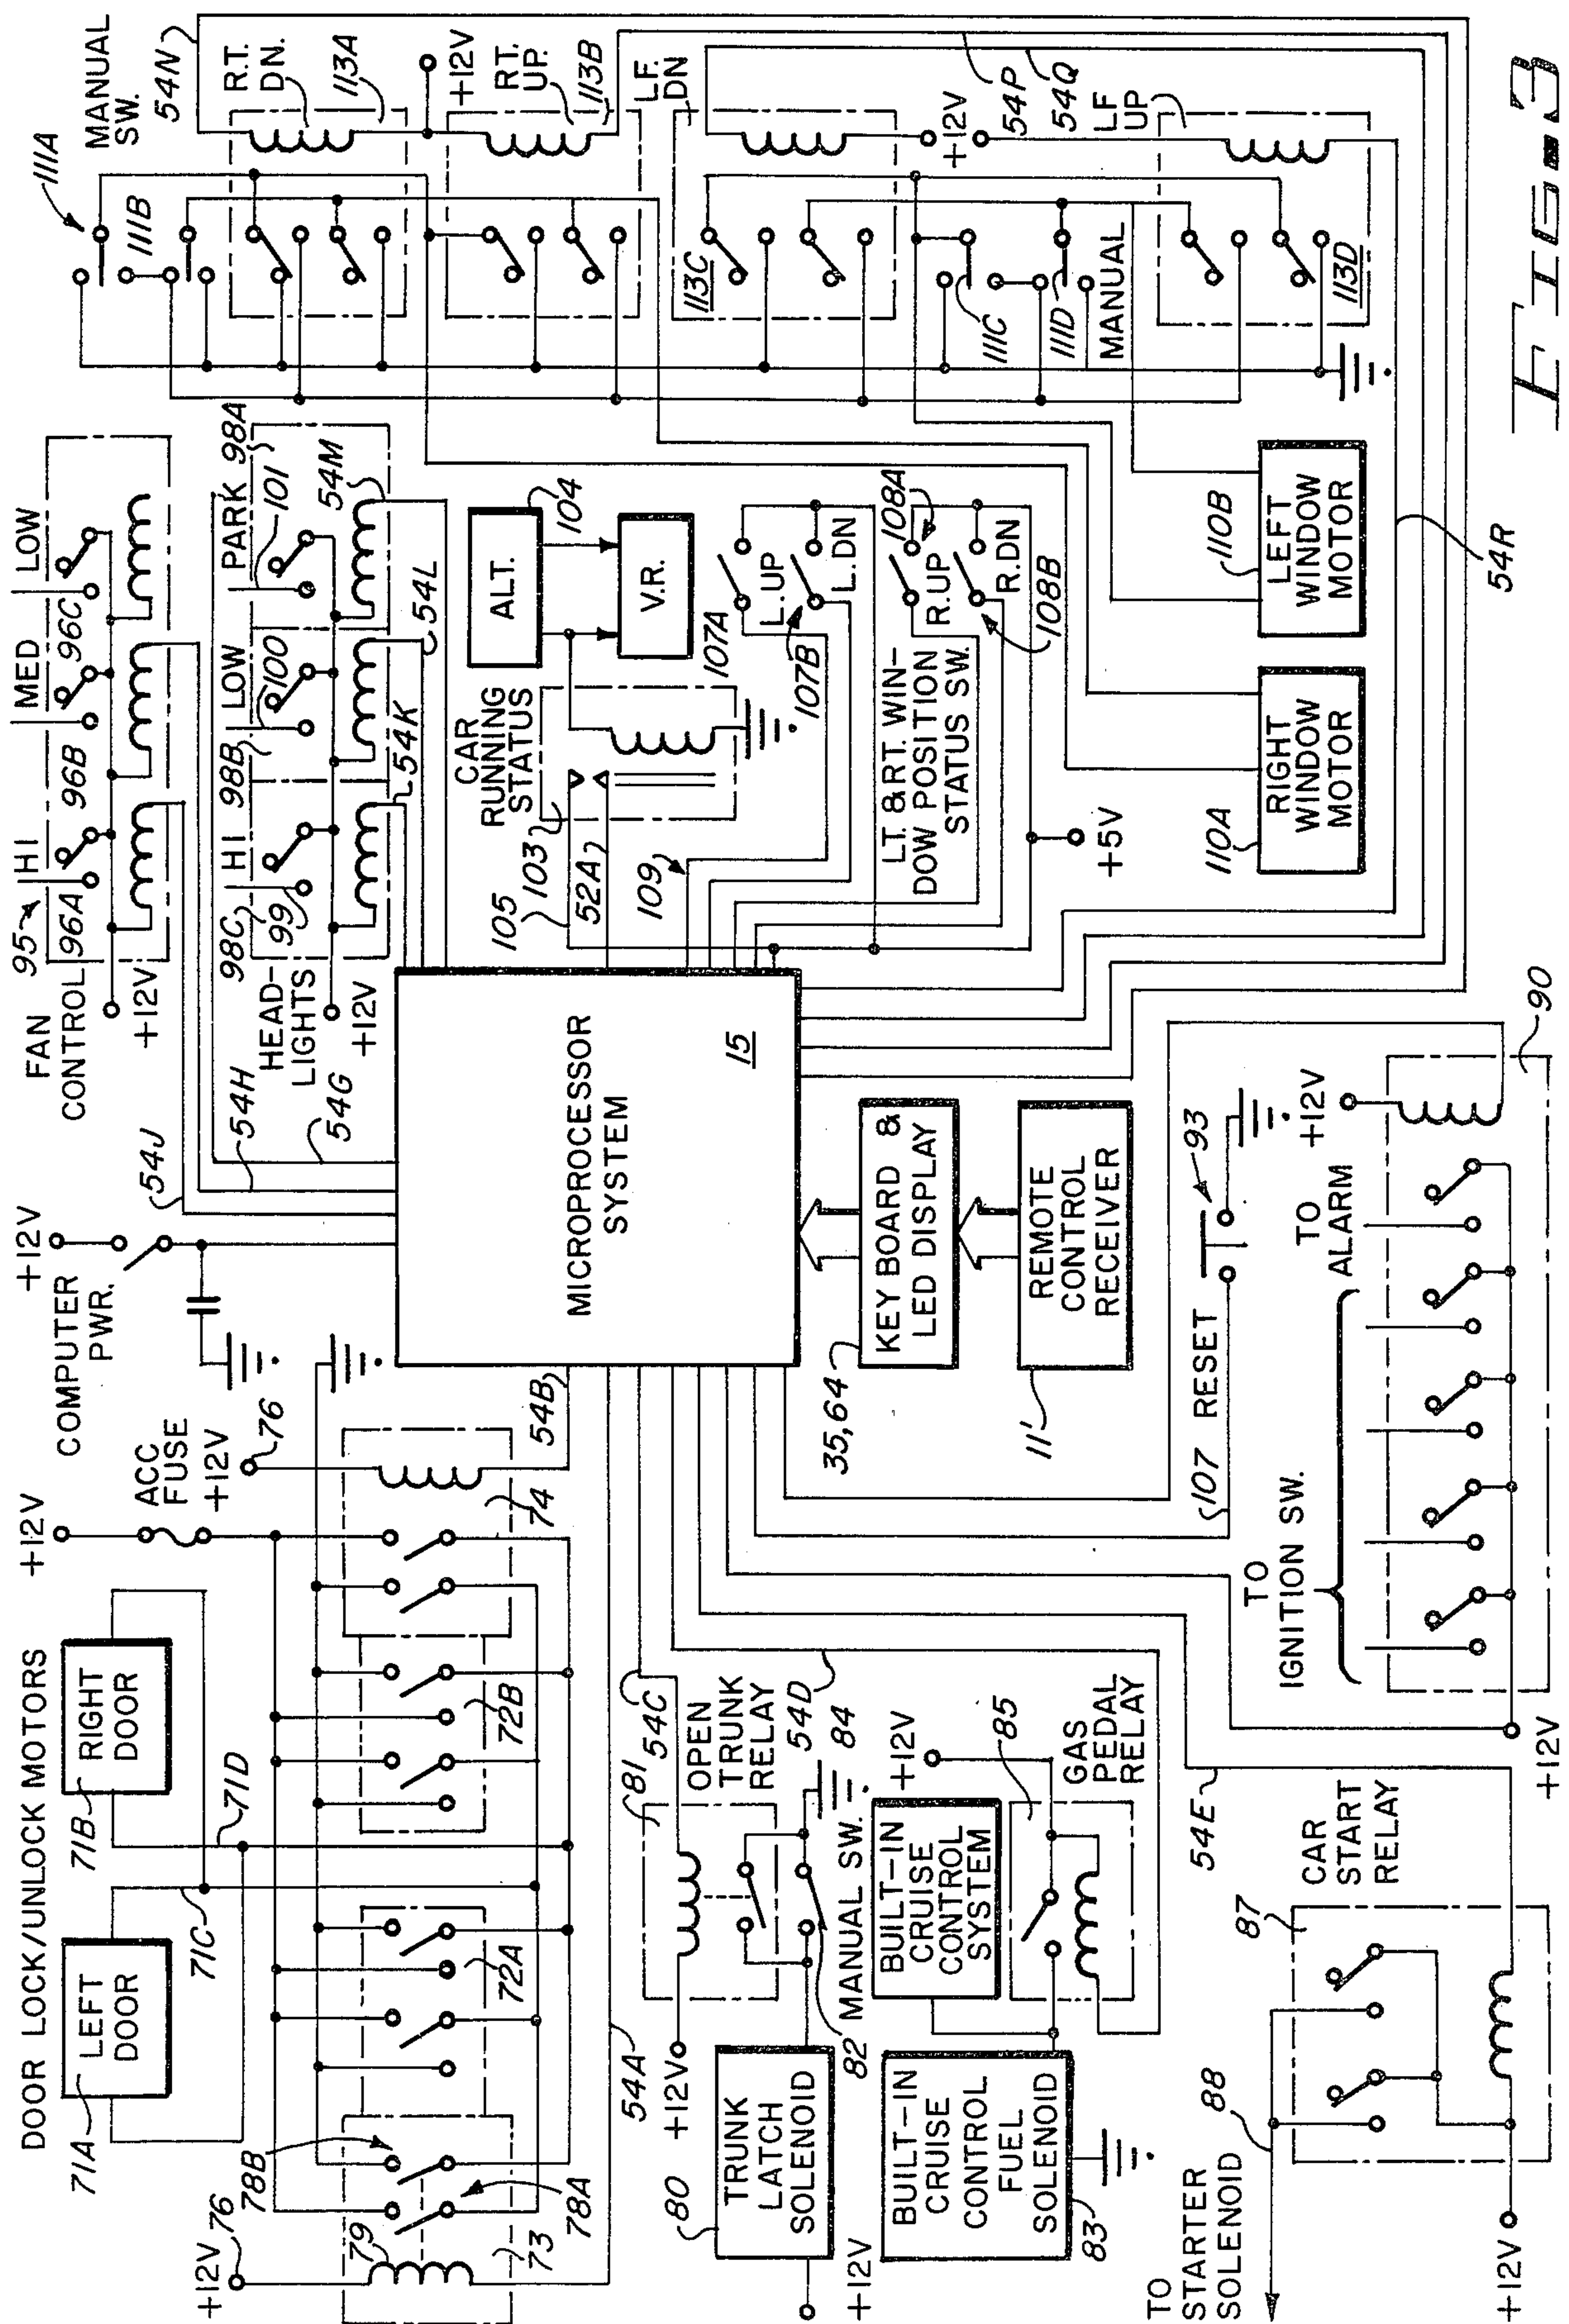 DOOR LOCK/UNLOCK MOTORS
71A
LEFT
DOOR
71B
RIGHT
DOOR
71C
71D
+12V
ACC
FUSE
+12V
76
COMPUTER
PWR.
+12V
54J
54H
54G
FAN
CONTROL
+12V
95
HI
96A
MED
96B
LOW
96C
HEAD-
LIGHTS
+12V
98C
HI
99
98B
LOW
100
PARK
98A
101
54M
54L
54K
+12V
76
78B
79
73
78A
72A
72B
74
54B
54A
MANUAL
SW.
111A
111B
54N
R.T.
DN.
113A
+12V
RT.
UP.
113B
LF.
DN
113C
+12V
54P
54Q
LF
UP
111C
111D
MANUAL
113D
MICROPROCESSOR
SYSTEM
15
CAR
RUNNING
STATUS
103
105
52A
109
ALT.
104
V.R.
107A
L.UP
107B
L.DN
LT. & RT. WIN-
DOW POSITION
STATUS SW.
108A
R.UP
R.DN
108B
+5V
110A
RIGHT
WINDOW
MOTOR
110B
LEFT
WINDOW
MOTOR
54R
80
TRUNK
LATCH
SOLENOID
+12V
+12V
81
54C
OPEN
TRUNK
RELAY
54D
84
82
MANUAL SW.
BUILT-IN
CRUISE
CONTROL
FUEL
SOLENOID
83
BUILT-IN
CRUISE
CONTROL
SYSTEM
+12V
85
GAS
PEDAL
RELAY
35,64
KEY BOARD &
LED DISPLAY
11'
REMOTE
CONTROL
RECEIVER
107
RESET
93
TO
STARTER
SOLENOID
88
+12V
87
CAR
START
RELAY
54E
+12V
TO
IGNITION SW.
TO
ALARM
+12V
90
FIG-3